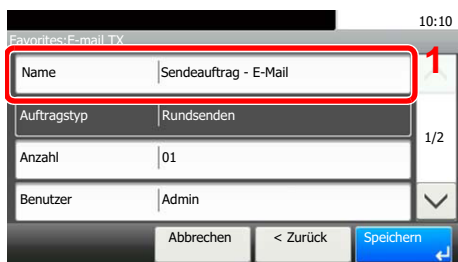 10:10
Favorites:E-mail TX
Name Sendeauftrag - E-Mail
1
Auftragstyp Rundsenden
1/2
Anzahl 01
Benutzer Admin
Abbrechen < Zurück Speichern